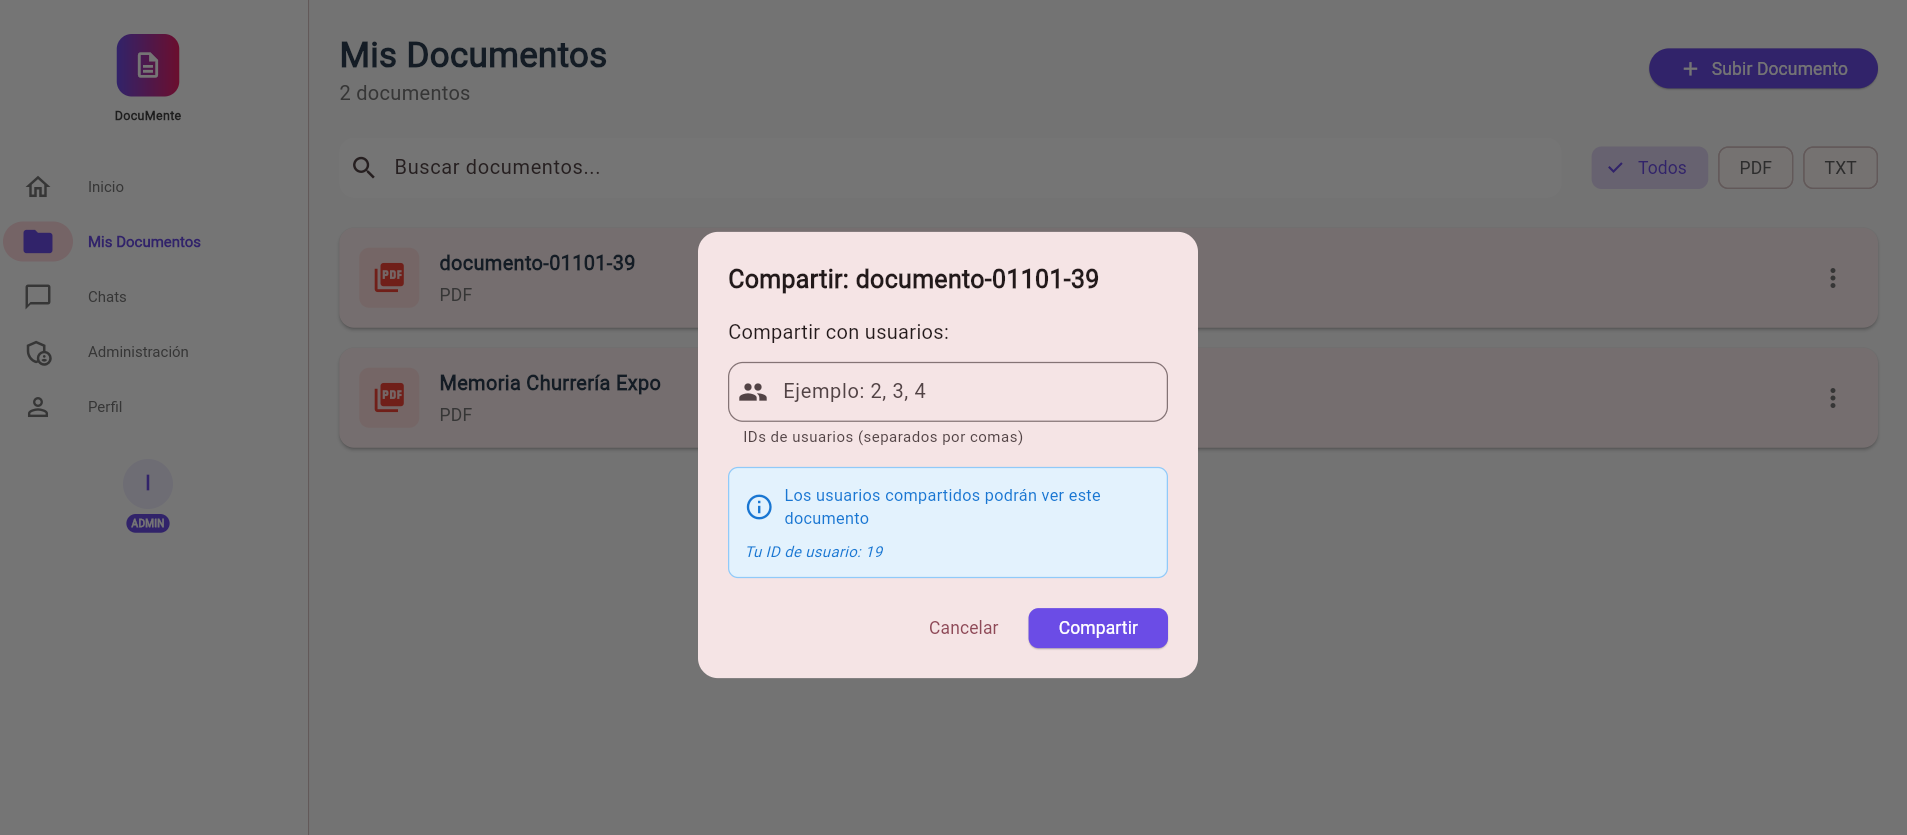 DocuMente
Inicio
Mis Documentos
Chats
Administración
Perfil
I
ADMIN
Mis Documentos
2 documentos
Subir Documento
Buscar documentos...
Todos
PDF
TXT
PDF
documento-01101-39
PDF
PDF
Memoria Churrería Expo
PDF
Compartir: documento-01101-39
Compartir con usuarios:
Ejemplo: 2, 3, 4
IDs de usuarios (separados por comas)
Los usuarios compartidos podrán ver este
documento
Tu ID de usuario: 19
Cancelar
Compartir